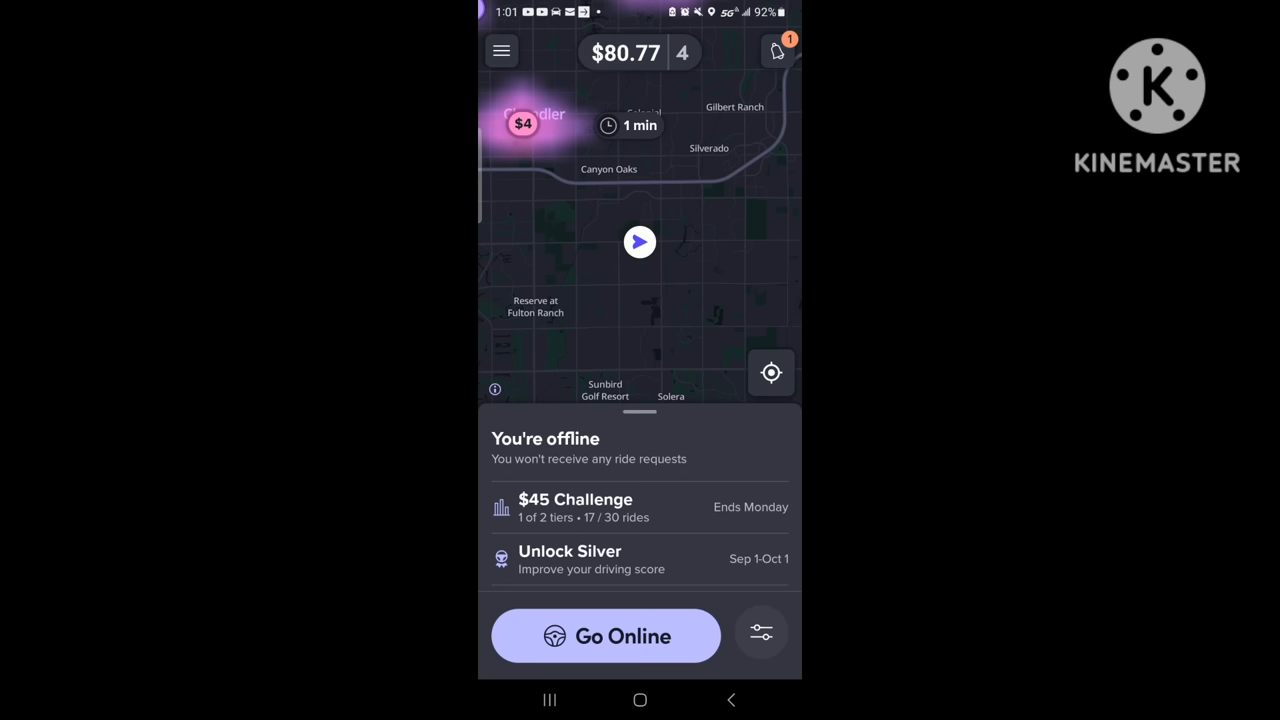 1:01
5G 92%
$80.77 4
1
Chandler
$4
1 min
Gilbert Ranch
Silverado
Canyon Oaks
Reserve at
Fulton Ranch
Sunbird
Golf Resort
Solera
You're offline
You won't receive any ride requests
$45 Challenge
1 of 2 tiers • 17 / 30 rides
Ends Monday
Unlock Silver
Improve your driving score
Sep 1-Oct 1
Go Online
K
KINEMASTER